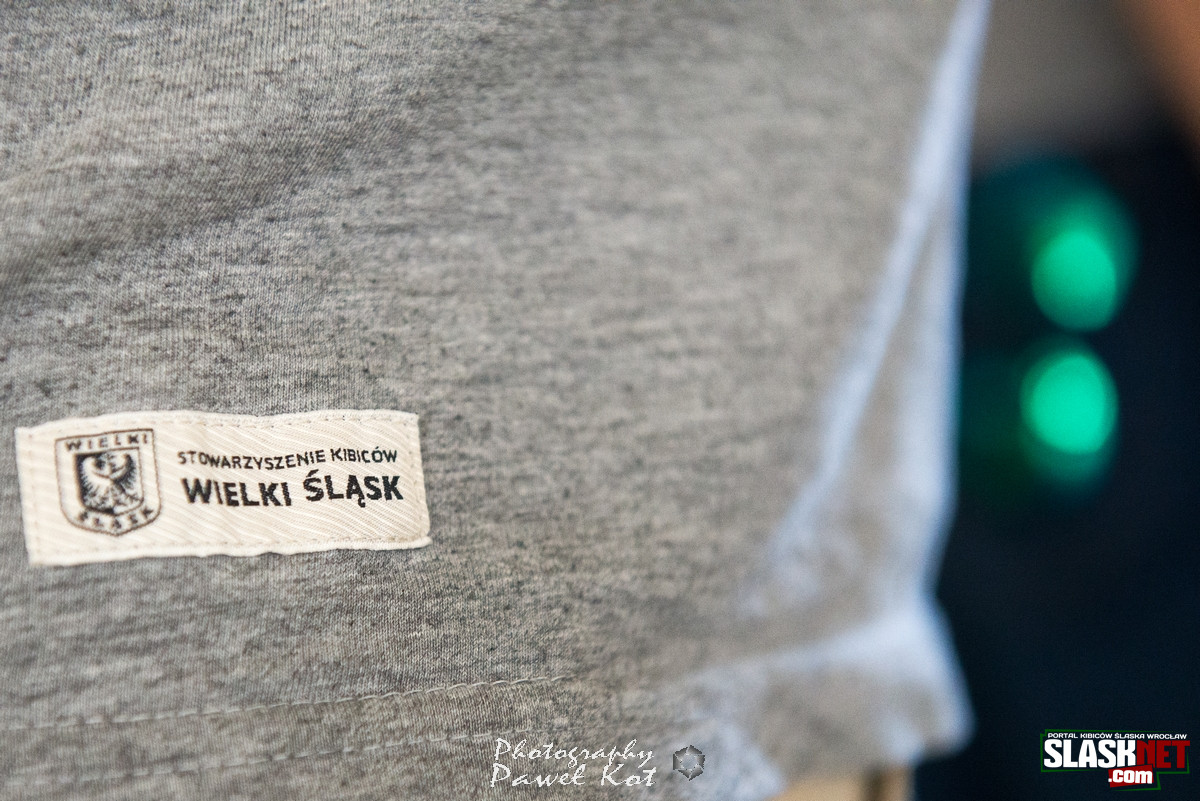 WIELKI
ŚLĄSK
STOWARZYSZENIE KIBICÓW
WIELKI ŚLĄSK
Photography
Paweł Kot
PORTAL KIBICÓW ŚLĄSKA WROCŁAW
SLASKNET
.com